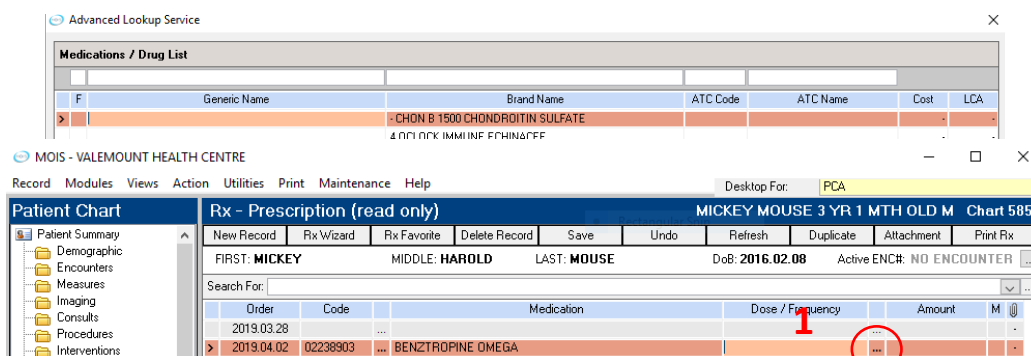 Advanced Lookup Service
Medications / Drug List
F Generic Name Brand Name ATC Code ATC Name Cost LCA
> - CHON B 1500 CHONDROITIN SULFATE - -
4 OCLOCK IMMUNE ECHINACEE
MOIS - VALEMOUNT HEALTH CENTRE
Record Modules Views Action Utilities Print Maintenance Help Desktop For: PCA
Patient Chart Rx - Prescription (read only) MICKEY MOUSE 3 YR 1 MTH OLD M Chart 585
Patient Summary New Record Rx Wizard Rx Favorite Delete Record Save Undo Refresh Duplicate Attachment Print Rx
Demographic
Encounters FIRST: MICKEY MIDDLE: HAROLD LAST: MOUSE DoB: 2016.02.08 Active ENC#: NO ENCOUNTER ...
Measures Search For: ...
Imaging
Consults Order Code Medication Dose / Frequency Amount M
Procedures 2019.03.28 ... ... -
Interventions > 2019.04.02 02238903 ... BENZTROPINE OMEGA ... -
1